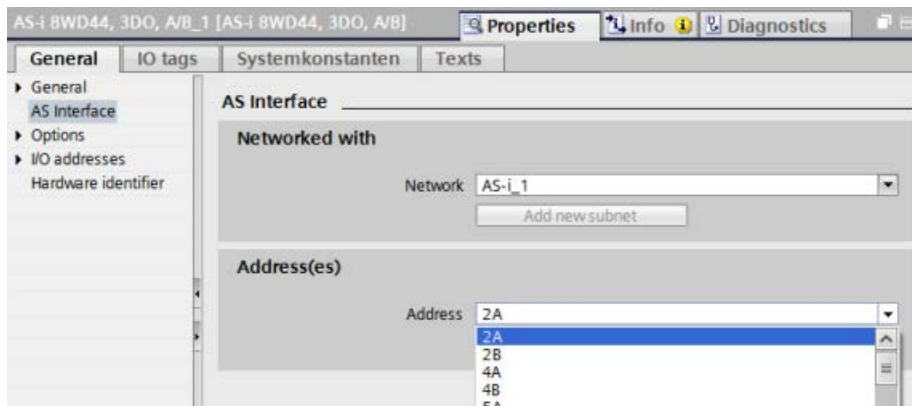 AS-i 8WD44, 3DO, A/B_1 [AS-i 8WD44, 3DO, A/B]
Properties
Info
Diagnostics
General
IO tags
Systemkonstanten
Texts
General
AS Interface
Options
I/O addresses
Hardware identifier
AS Interface
Networked with
Network
AS-i_1
Add new subnet
Address(es)
Address
2A
2A
2B
4A
4B